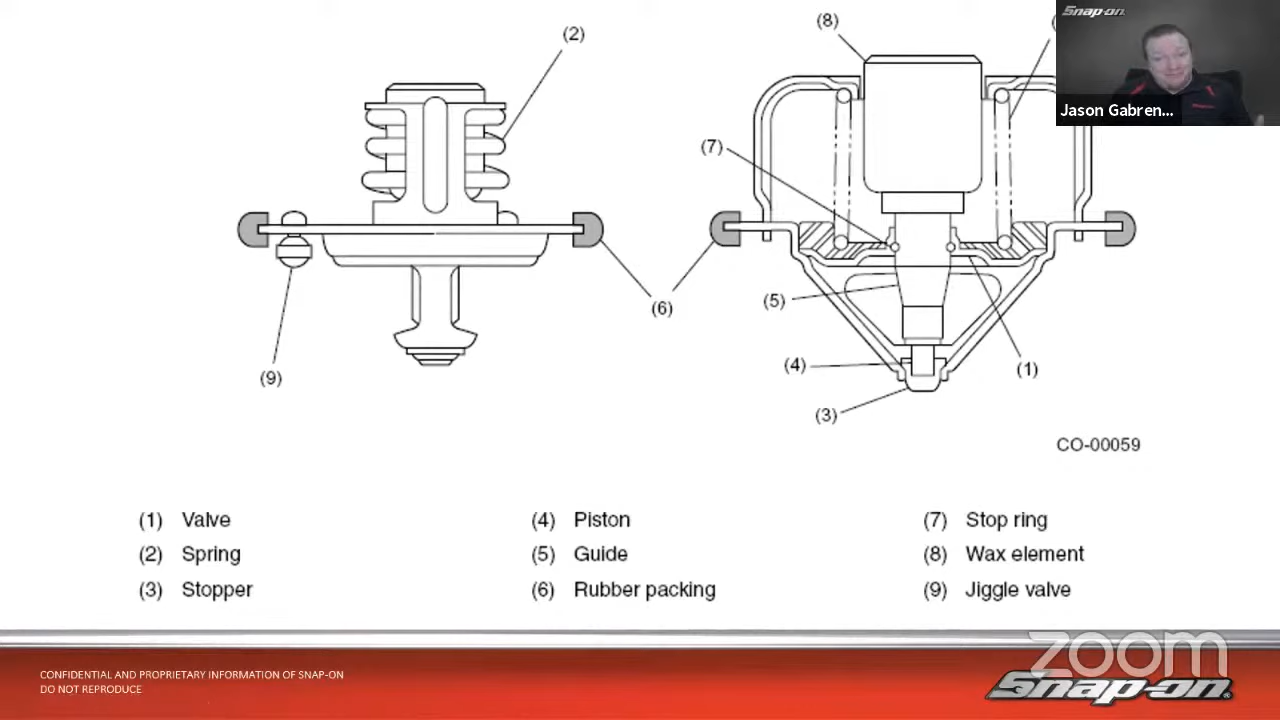 (2)
(8)
Snap-on
Jason Gabren...
(7)
(6)
(5)
(9)
(4)
(1)
(3)
CO-00059
(1) Valve (4) Piston (7) Stop ring
(2) Spring (5) Guide (8) Wax element
(3) Stopper (6) Rubber packing (9) Jiggle valve
CONFIDENTIAL AND PROPRIETARY INFORMATION OF SNAP-ON
DO NOT REPRODUCE
zoom
Snap-on